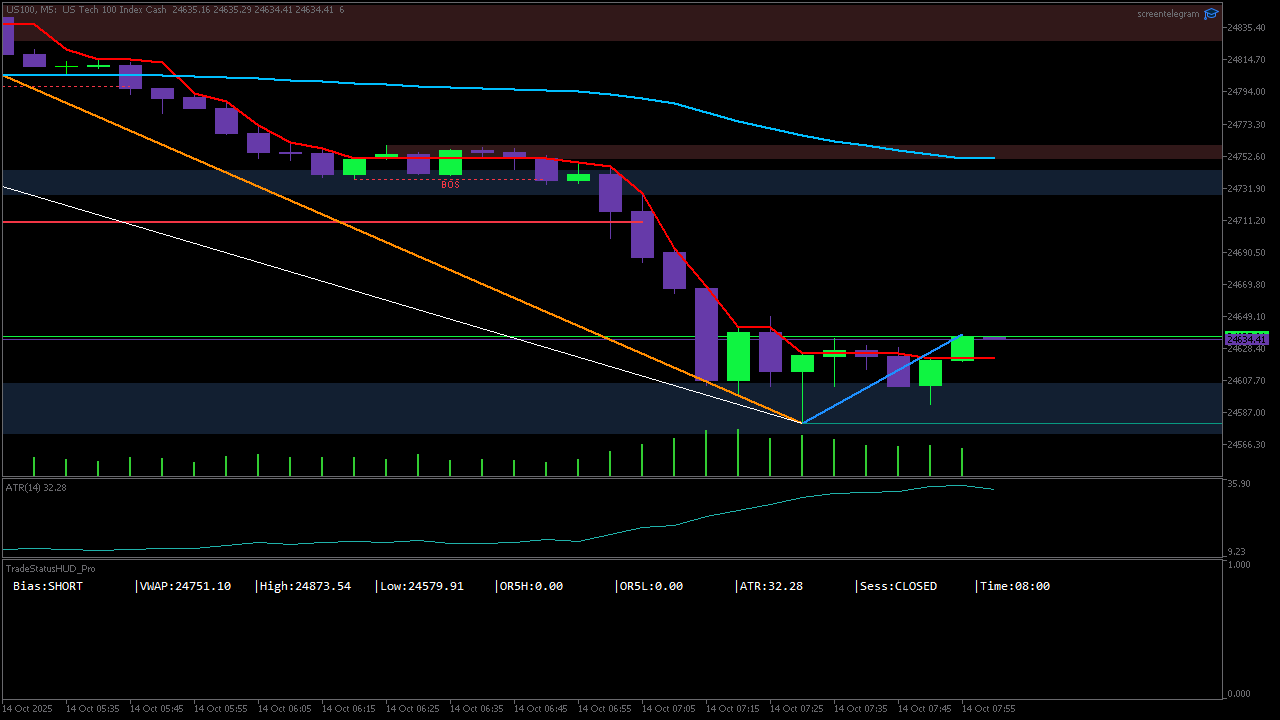 US100, M5:  US Tech 100 Index Cash  24635.16 24635.29 24634.41 24634.41  6
screentelegram
24835.40
24814.70
24794.00
24773.30
24752.60
BOS
24731.90
24711.20
24690.50
24669.80
24649.10
24634.41
24628.40
24607.70
24587.00
24566.30
ATR(14) 32.28
35.90
9.23
TradeStatusHUD_Pro
1.000
Bias:SHORT |VWAP:24751.10 |High:24873.54 |Low:24579.91 |OR5H:0.00 |OR5L:0.00 |ATR:32.28 |Sess:CLOSED |Time:08:00
0.000
14 Oct 2025 14 Oct 05:35 14 Oct 05:45 14 Oct 05:55 14 Oct 06:05 14 Oct 06:15 14 Oct 06:25 14 Oct 06:35 14 Oct 06:45 14 Oct 06:55 14 Oct 07:05 14 Oct 07:15 14 Oct 07:25 14 Oct 07:35 14 Oct 07:45 14 Oct 07:55